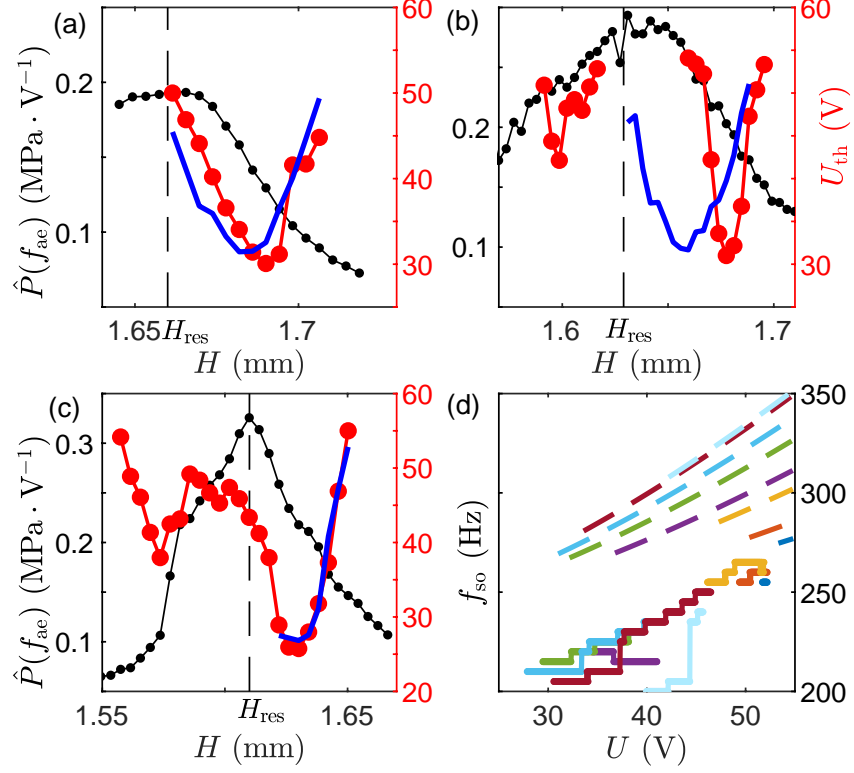 (a)
P̂(f_ae) (MPa · V⁻¹)
0.2
0.1
50
30
1.65
H_res
1.7
H (mm)
(b)
0.2
0.1
60
30
U_th (V)
1.6
H_res
1.7
H (mm)
(c)
P̂(f_ae) (MPa · V⁻¹)
0.3
0.2
0.1
60
50
40
30
20
1.55
H_res
1.65
H (mm)
(d)
350
300
250
200
f_so (Hz)
30
40
50
U (V)